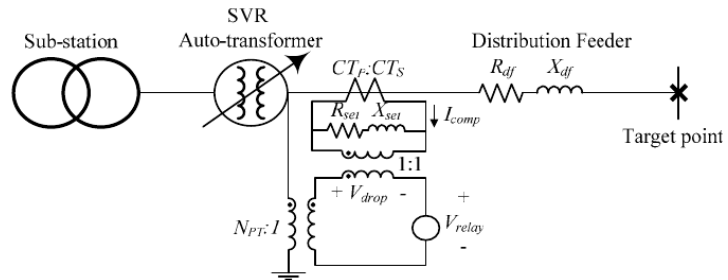 SVR
Sub-station
Auto-transformer
Distribution Feeder
CT_P:CT_S
R_df
X_df
R_set
X_set
I_comp
Target point
1:1
+ V_drop -
+
N_PT:1
V_relay
-